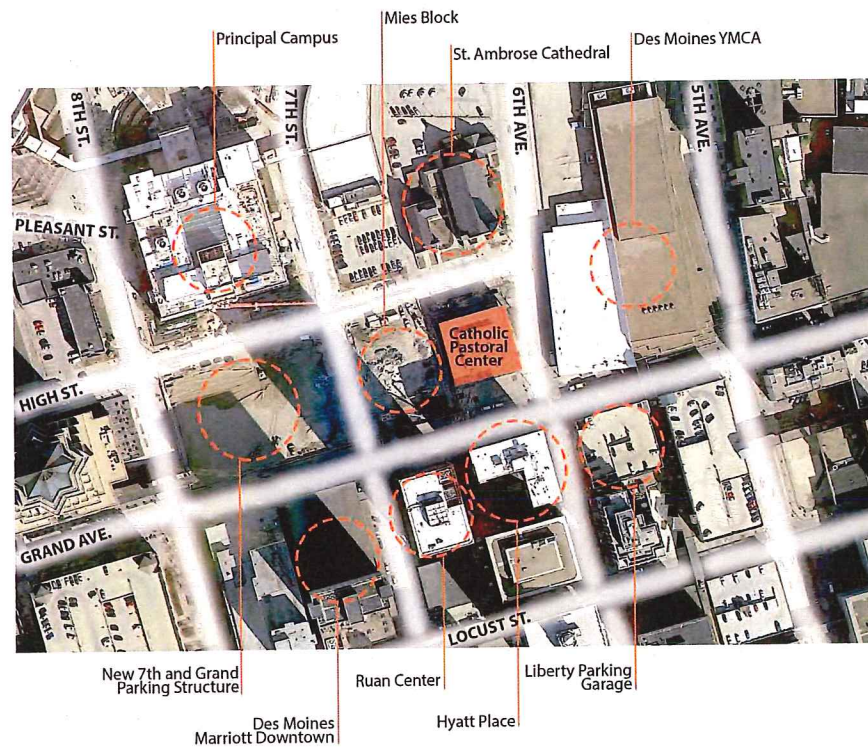 Mies Block
Principal Campus
St. Ambrose Cathedral
Des Moines YMCA
8TH ST.
7TH ST.
6TH AVE.
5TH AVE.
PLEASANT ST.
Catholic
Pastoral
Center
HIGH ST.
GRAND AVE.
LOCUST ST.
New 7th and Grand
Parking Structure
Ruan Center
Liberty Parking
Garage
Des Moines
Marriott Downtown
Hyatt Place